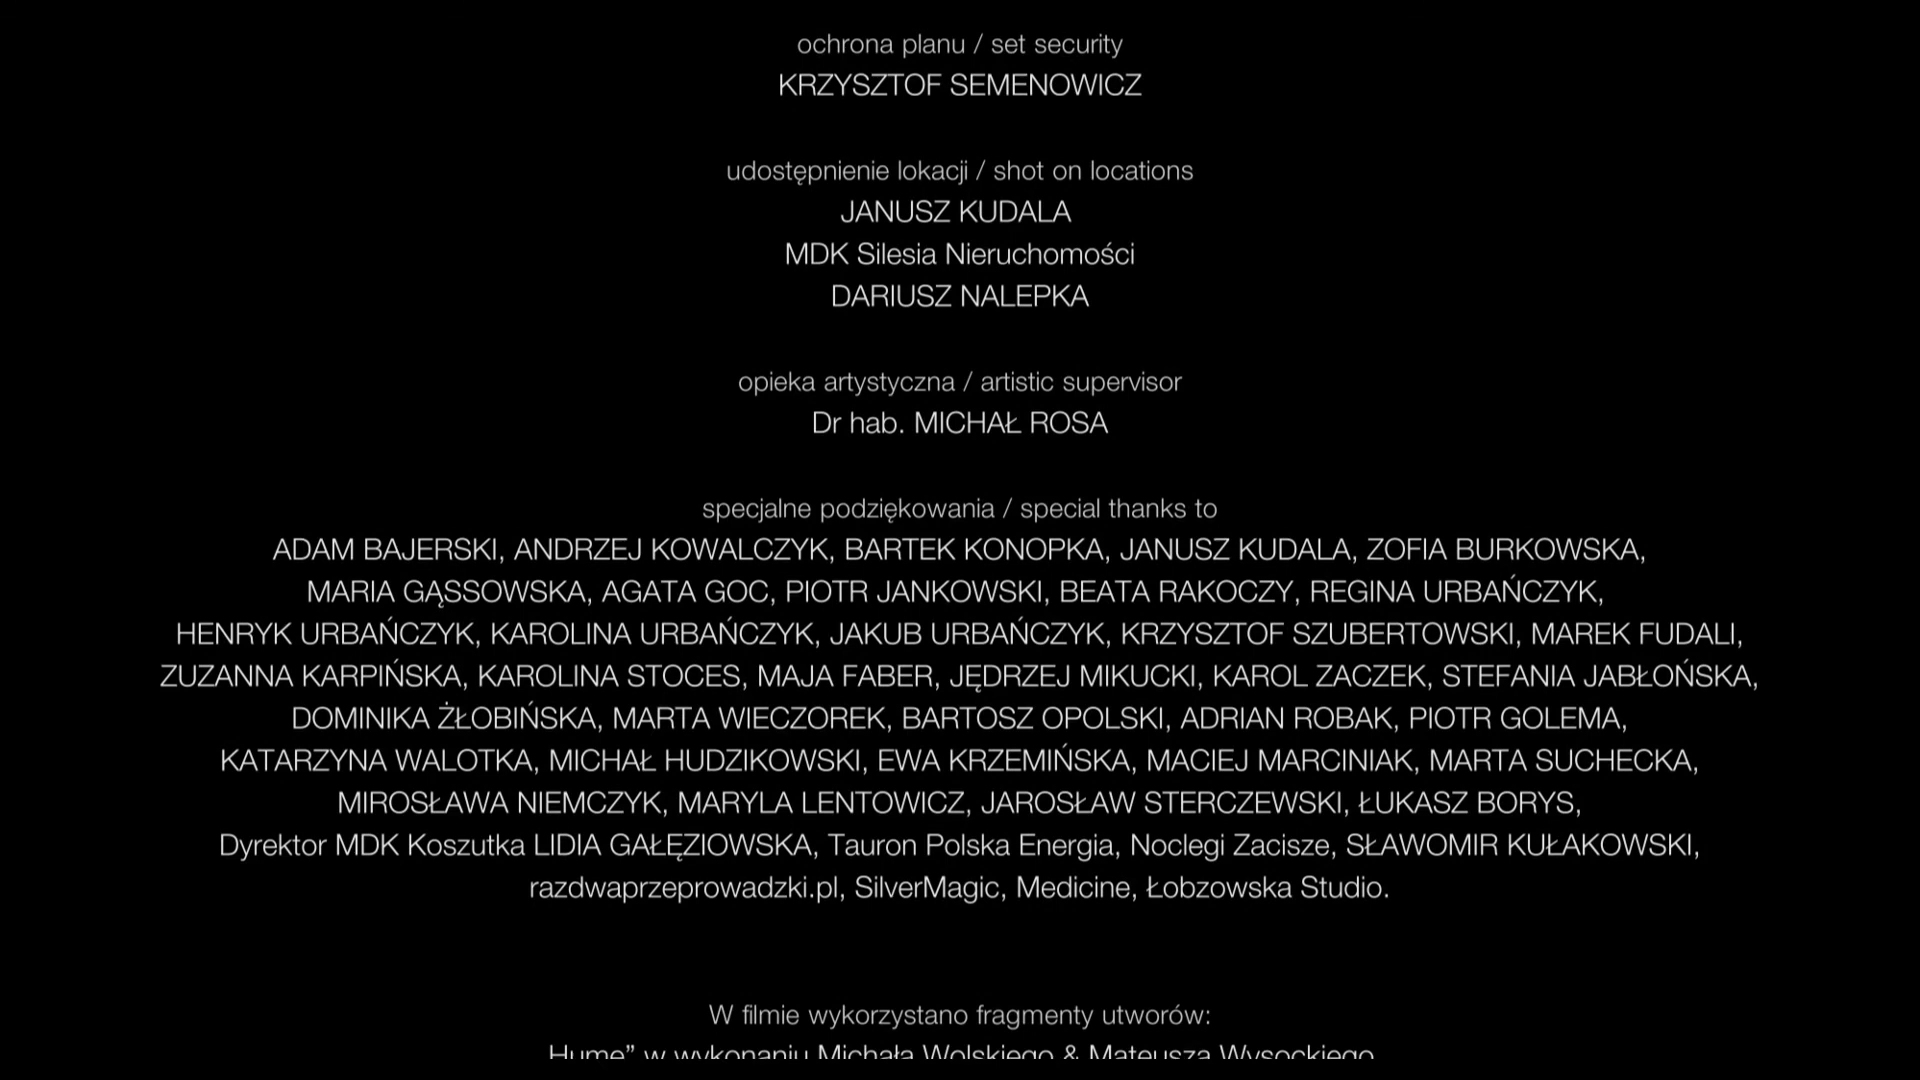 ochrona planu / set security
KRZYSZTOF SEMENOWICZ
udostępnienie lokacji / shot on locations
JANUSZ KUDALA
MDK Silesia Nieruchomości
DARIUSZ NALEPKA
opieka artystyczna / artistic supervisor
Dr hab. MICHAŁ ROSA
specjalne podziękowania / special thanks to
ADAM BAJERSKI, ANDRZEJ KOWALCZYK, BARTEK KONOPKA, JANUSZ KUDALA, ZOFIA BURKOWSKA,
MARIA GĄSSOWSKA, AGATA GOC, PIOTR JANKOWSKI, BEATA RAKOCZY, REGINA URBAŃCZYK,
HENRYK URBAŃCZYK, KAROLINA URBAŃCZYK, JAKUB URBAŃCZYK, KRZYSZTOF SZUBERTOWSKI, MAREK FUDALI,
ZUZANNA KARPIŃSKA, KAROLINA STOCES, MAJA FABER, JĘDRZEJ MIKUCKI, KAROL ZACZEK, STEFANIA JABŁOŃSKA,
DOMINIKA ŻŁOBIŃSKA, MARTA WIECZOREK, BARTOSZ OPOLSKI, ADRIAN ROBAK, PIOTR GOLEMA,
KATARZYNA WALOTKA, MICHAŁ HUDZIKOWSKI, EWA KRZEMIŃSKA, MACIEJ MARCINIAK, MARTA SUCHECKA,
MIROSŁAWA NIEMCZYK, MARYLA LENTOWICZ, JAROSŁAW STERCZEWSKI, ŁUKASZ BORYS,
Dyrektor MDK Koszutka LIDIA GAŁĘZIOWSKA, Tauron Polska Energia, Noclegi Zacisze, SŁAWOMIR KUŁAKOWSKI,
razdwaprzeprowadzki.pl, SilverMagic, Medicine, Łobzowska Studio.
W filmie wykorzystano fragmenty utworów:
Hume” w wykonaniu Michała Wolskiego & Mateusza Wysockiego